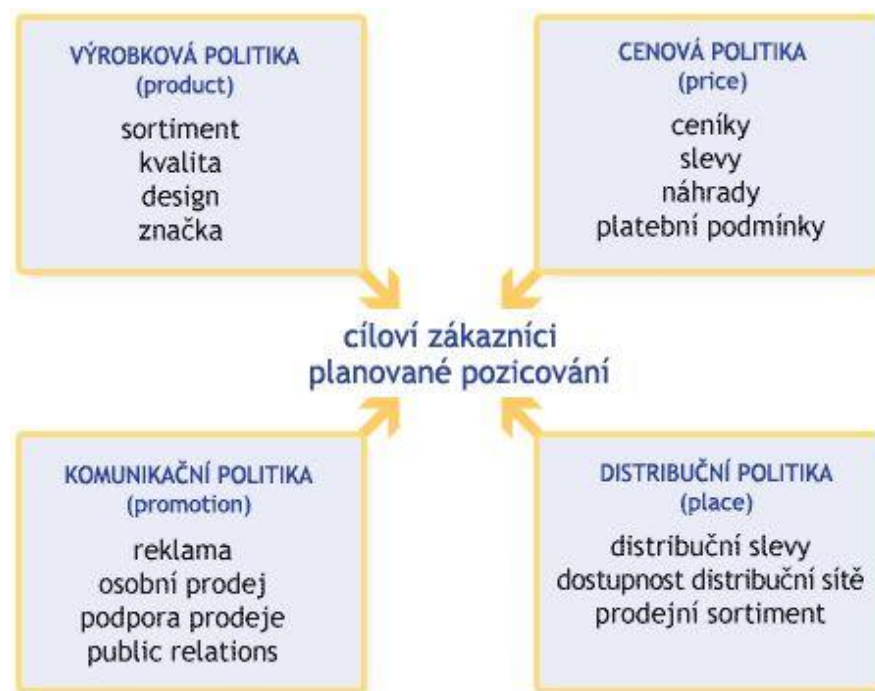 VÝROBKOVÁ POLITIKA
(product)
sortiment
kvalita
design
značka
CENOVÁ POLITIKA
(price)
ceníky
slevy
náhrady
platební podmínky
cíloví zákazníci
planované pozicování
KOMUNIKAČNÍ POLITIKA
(promotion)
reklama
osobní prodej
podpora prodeje
public relations
DISTRIBUČNÍ POLITIKA
(place)
distribuční slevy
dostupnost distribuční sítě
prodejní sortiment